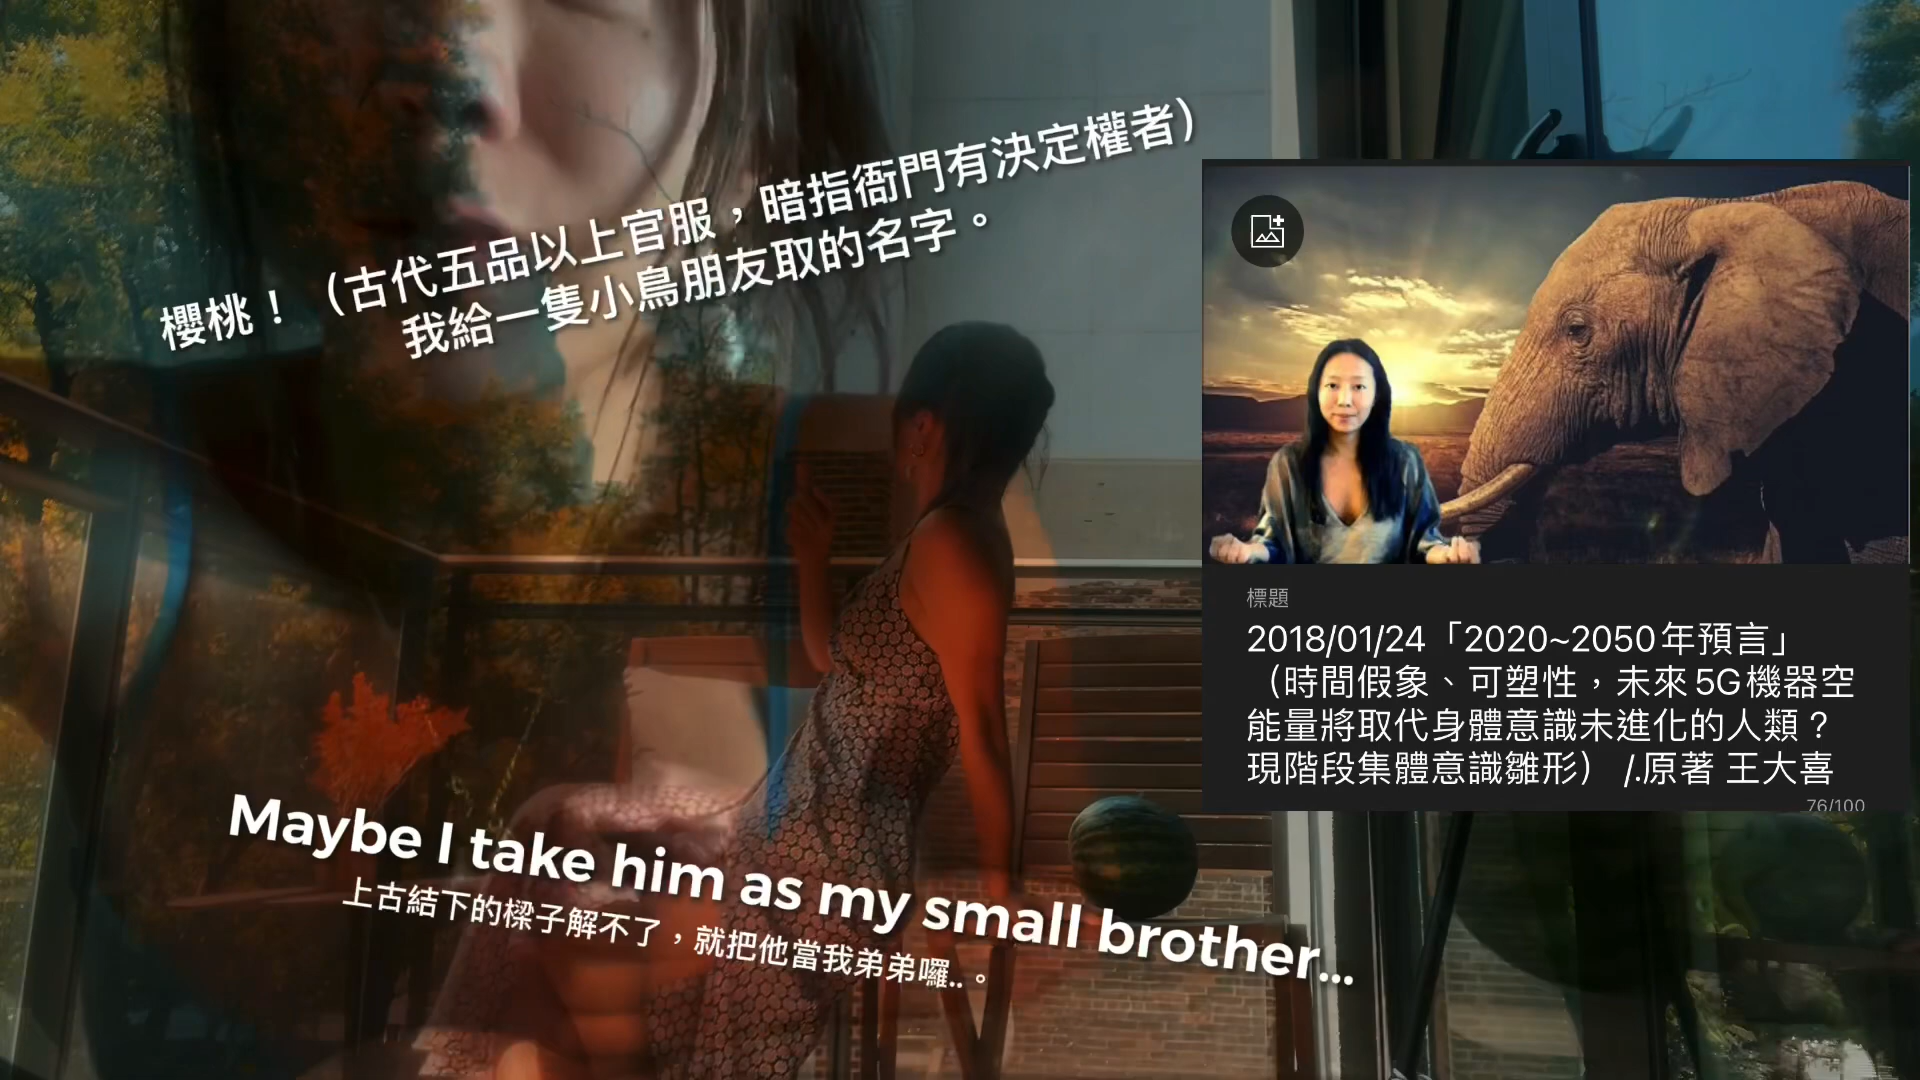 櫻桃！（古代五品以上官服，暗指衙門有決定權者）
我給一隻小鳥朋友取的名字。
標題
2018/01/24「2020~2050年預言」
（時間假象、可塑性，未來5G機器空
能量將取代身體意識未進化的人類？
現階段集體意識雛形） /.原著 王大喜
76/100
Maybe I take him as my small brother...
上古結下的樑子解不了，就把他當我弟弟囉..。